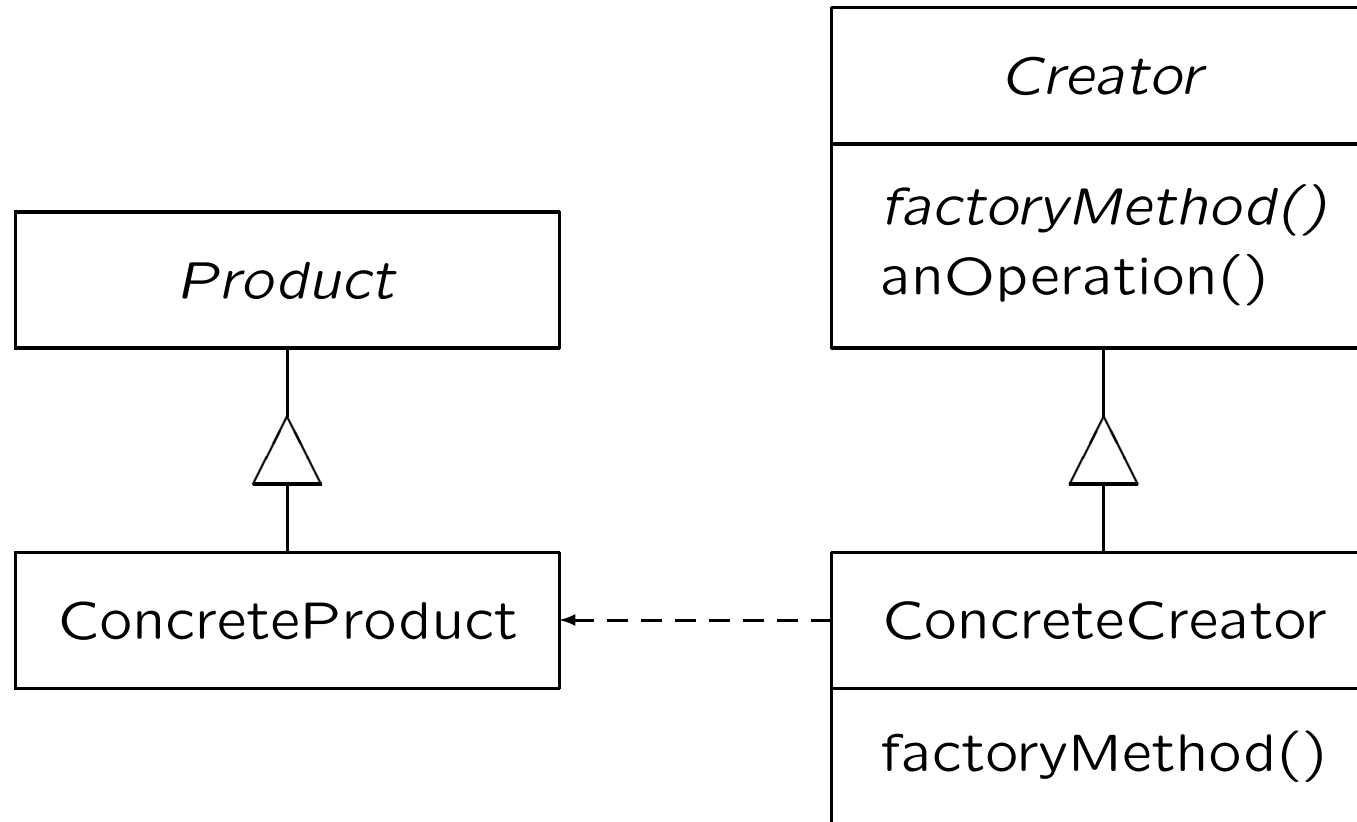 Creator
factoryMethod()
anOperation()
Product
ConcreteProduct
ConcreteCreator
factoryMethod()